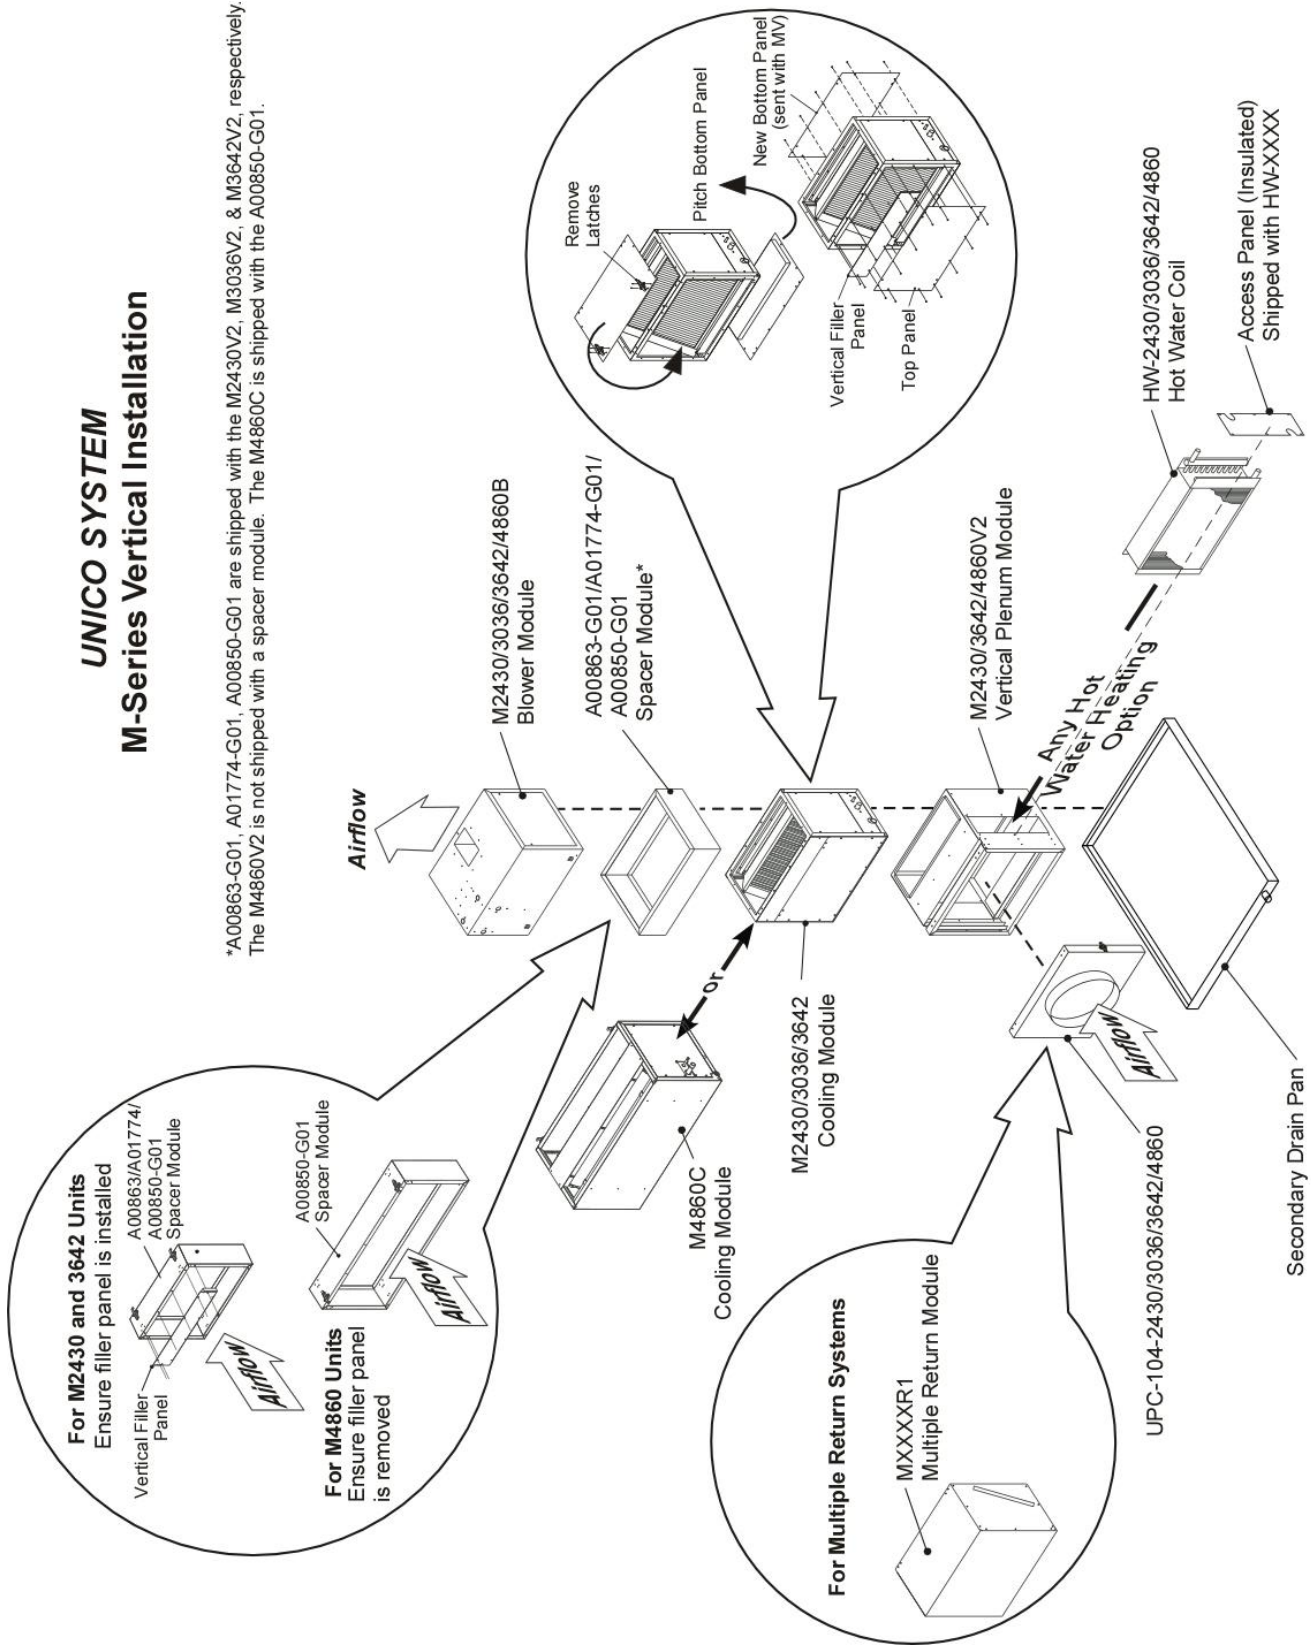 UNICO SYSTEM
M-Series Vertical Installation
*A00863-G01, A01774-G01, A00850-G01 are shipped with the M2430V2, M3036V2, & M3642V2, respectively.
The M4860V2 is not shipped with a spacer module. The M4860C is shipped with the A00850-G01.
For M2430 and 3642 Units
Ensure filler panel is installed
A00863/A01774/
A00850-G01
Spacer Module
Vertical Filler
Panel
Airflow
A00850-G01
Spacer Module
Airflow
For M4860 Units
Ensure filler panel
is removed
Airflow
M2430/3036/3642/4860B
Blower Module
A00863-G01/A01774-G01/
A00850-G01
Spacer Module*
Remove
Latches
Pitch Bottom Panel
New Bottom Panel
(sent with MV)
Vertical Filler
Panel
Top Panel
or
M4860C
Cooling Module
M2430/3036/3642
Cooling Module
M2430/3642/4860V2
Vertical Plenum Module
Any Hot
Water Heating
Option
HW-2430/3036/3642/4860
Hot Water Coil
Access Panel (Insulated)
Shipped with HW-XXXX
For Multiple Return Systems
MXXXXR1
Multiple Return Module
Airflow
UPC-104-2430/3036/3642/4860
Secondary Drain Pan